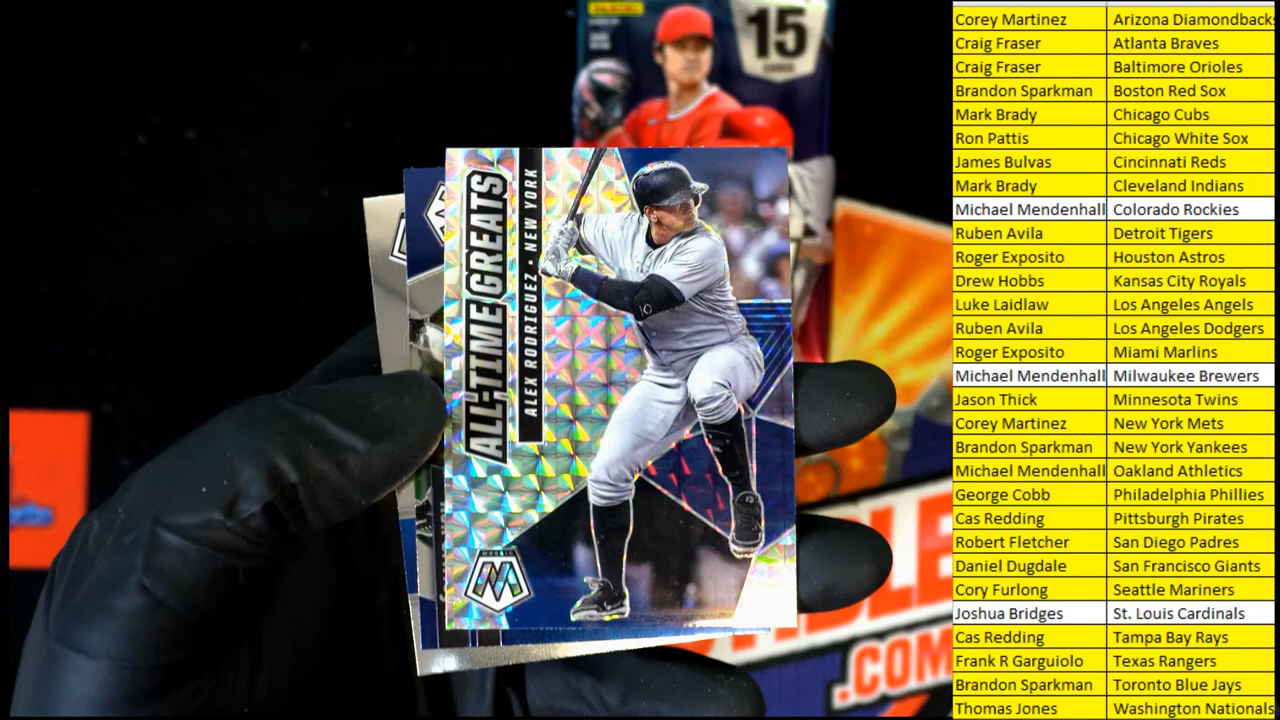 PANINI
15
CARDS
ALL-TIME GREATS
ALEX RODRIGUEZ • NEW YORK
MOSAIC
.COM
Corey Martinez Arizona Diamondbacks
Craig Fraser Atlanta Braves
Craig Fraser Baltimore Orioles
Brandon Sparkman Boston Red Sox
Mark Brady Chicago Cubs
Ron Pattis Chicago White Sox
James Bulvas Cincinnati Reds
Mark Brady Cleveland Indians
Michael Mendenhall Colorado Rockies
Ruben Avila Detroit Tigers
Roger Exposito Houston Astros
Drew Hobbs Kansas City Royals
Luke Laidlaw Los Angeles Angels
Ruben Avila Los Angeles Dodgers
Roger Exposito Miami Marlins
Michael Mendenhall Milwaukee Brewers
Jason Thick Minnesota Twins
Corey Martinez New York Mets
Brandon Sparkman New York Yankees
Michael Mendenhall Oakland Athletics
George Cobb Philadelphia Phillies
Cas Redding Pittsburgh Pirates
Robert Fletcher San Diego Padres
Daniel Dugdale San Francisco Giants
Cory Furlong Seattle Mariners
Joshua Bridges St. Louis Cardinals
Cas Redding Tampa Bay Rays
Frank R Garguiolo Texas Rangers
Brandon Sparkman Toronto Blue Jays
Thomas Jones Washington Nationals